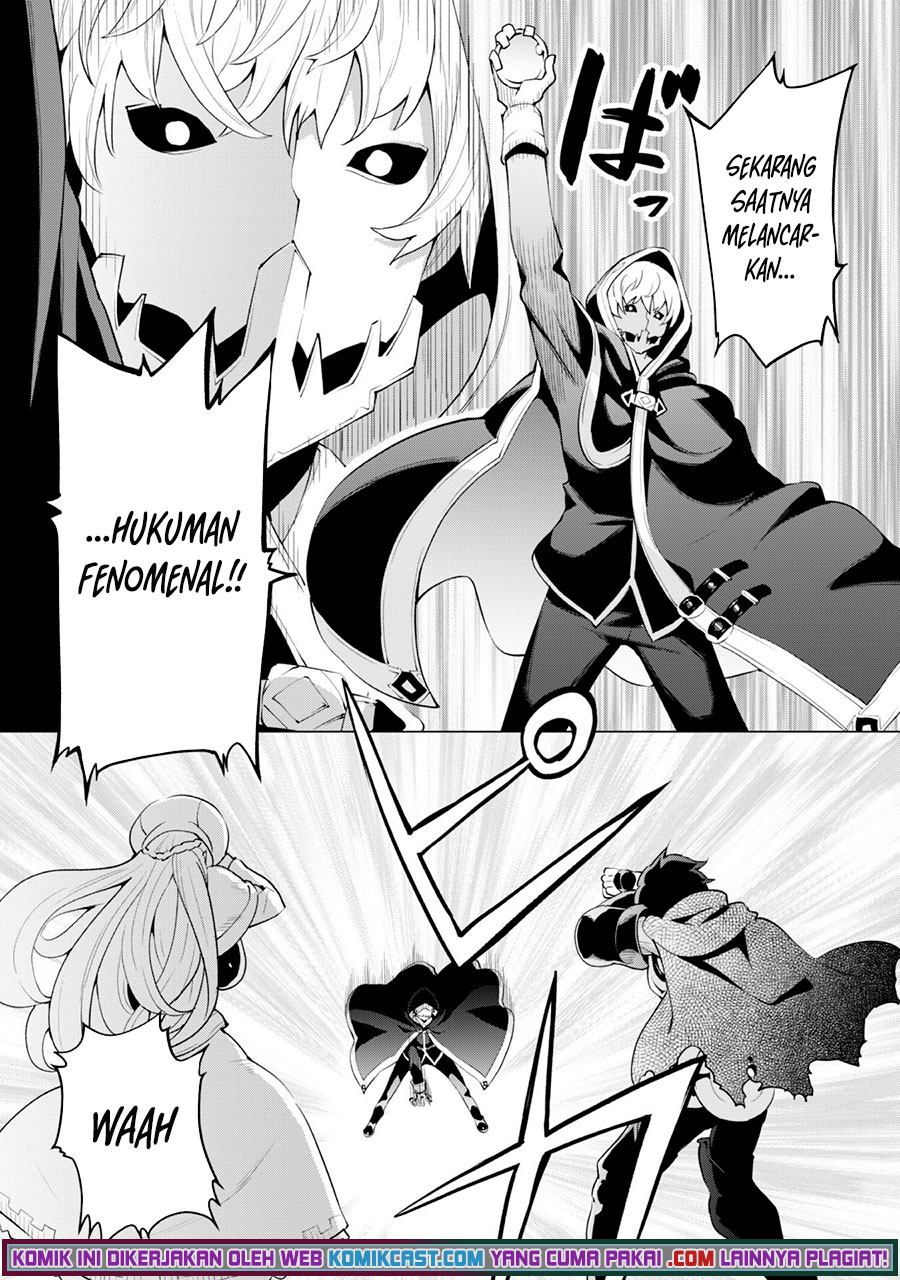 ばっ
SEKARANG
SAATNYA
MELANCAR-
KAN...
...HUKUMAN
FENOMENAL!!
WAAH
KOMIK INI DIKERJAKAN OLEH WEB KOMIKCAST.COM YANG CUMA PAKAI .COM LAINNYA PLAGIAT!